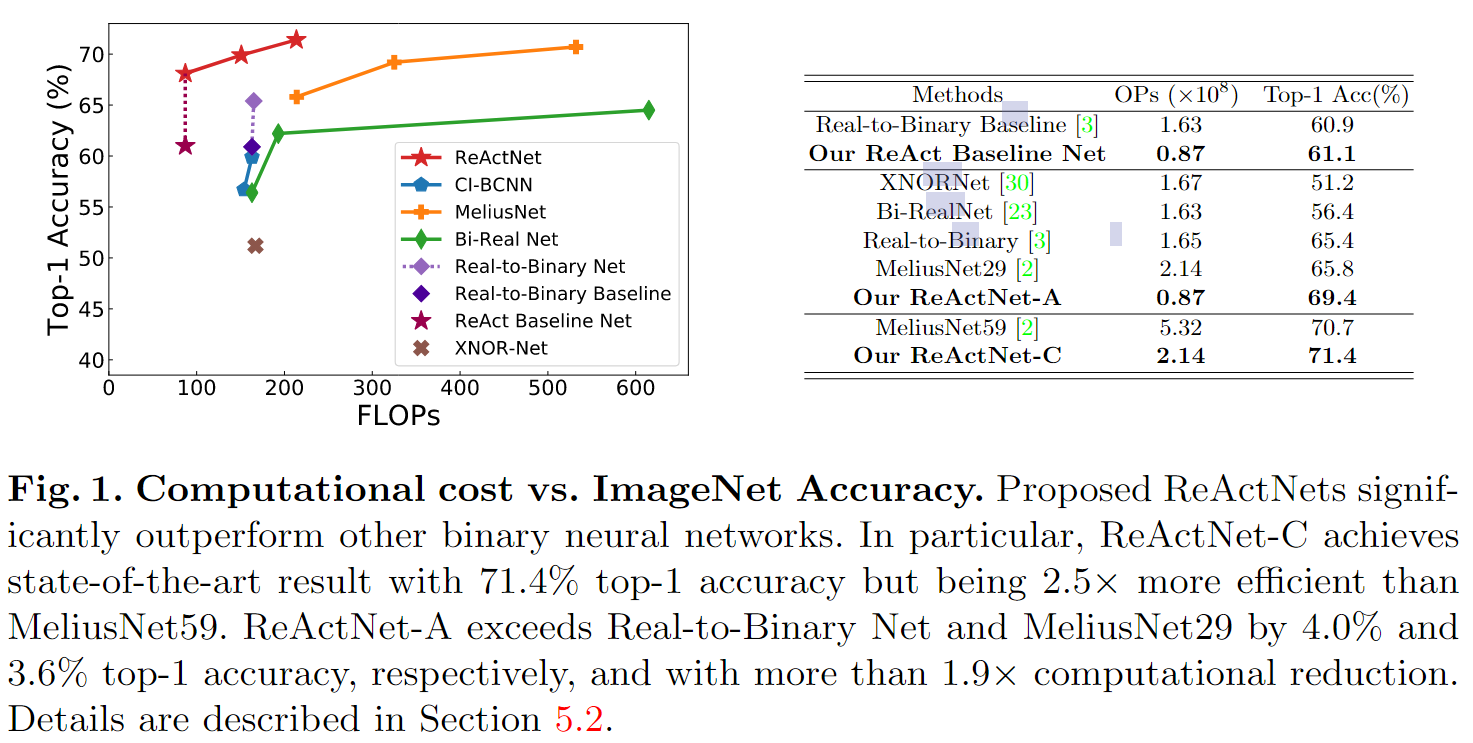 Top-1 Accuracy (%)
70
65
60
55
50
45
40
0 100 200 300 400 500 600
FLOPs
ReActNet
CI-BCNN
MeliusNet
Bi-Real Net
Real-to-Binary Net
Real-to-Binary Baseline
ReAct Baseline Net
XNOR-Net
Methods OPs (×10⁸) Top-1 Acc(%)
Real-to-Binary Baseline [3] 1.63 60.9
Our ReAct Baseline Net 0.87 61.1
XNORNet [30] 1.67 51.2
Bi-RealNet [23] 1.63 56.4
Real-to-Binary [3] 1.65 65.4
MeliusNet29 [2] 2.14 65.8
Our ReActNet-A 0.87 69.4
MeliusNet59 [2] 5.32 70.7
Our ReActNet-C 2.14 71.4
Fig. 1. Computational cost vs. ImageNet Accuracy. Proposed ReActNets signif-
icantly outperform other binary neural networks. In particular, ReActNet-C achieves
state-of-the-art result with 71.4% top-1 accuracy but being 2.5× more efficient than
MeliusNet59. ReActNet-A exceeds Real-to-Binary Net and MeliusNet29 by 4.0% and
3.6% top-1 accuracy, respectively, and with more than 1.9× computational reduction.
Details are described in Section 5.2.